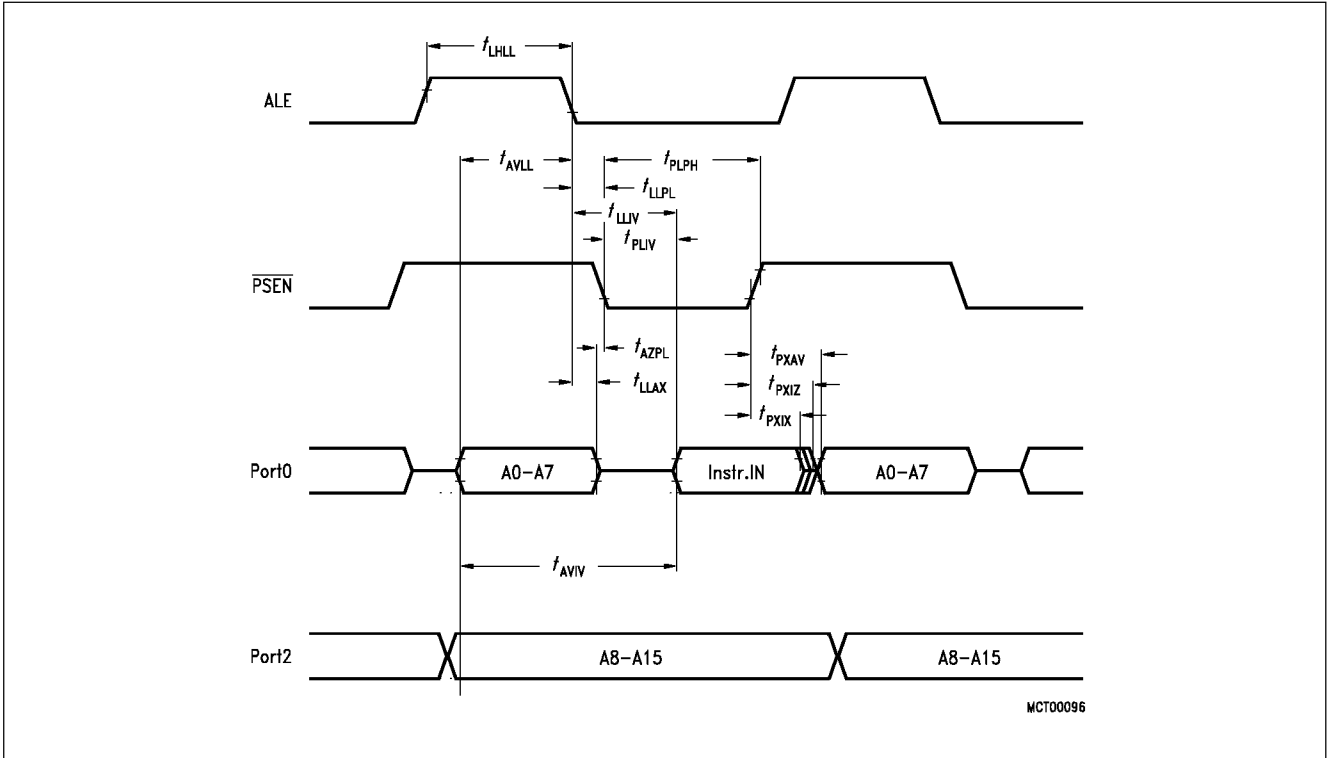 tLHLL
ALE
tAVLL
tPLPH
tLLPL
tLLIV
tPLIV
PSEN
tAZPL
tPXAV
tLLAX
tPXIZ
tPXIX
Port0
A0-A7
Instr.IN
A0-A7
tAVIV
Port2
A8-A15
A8-A15
MCT00096